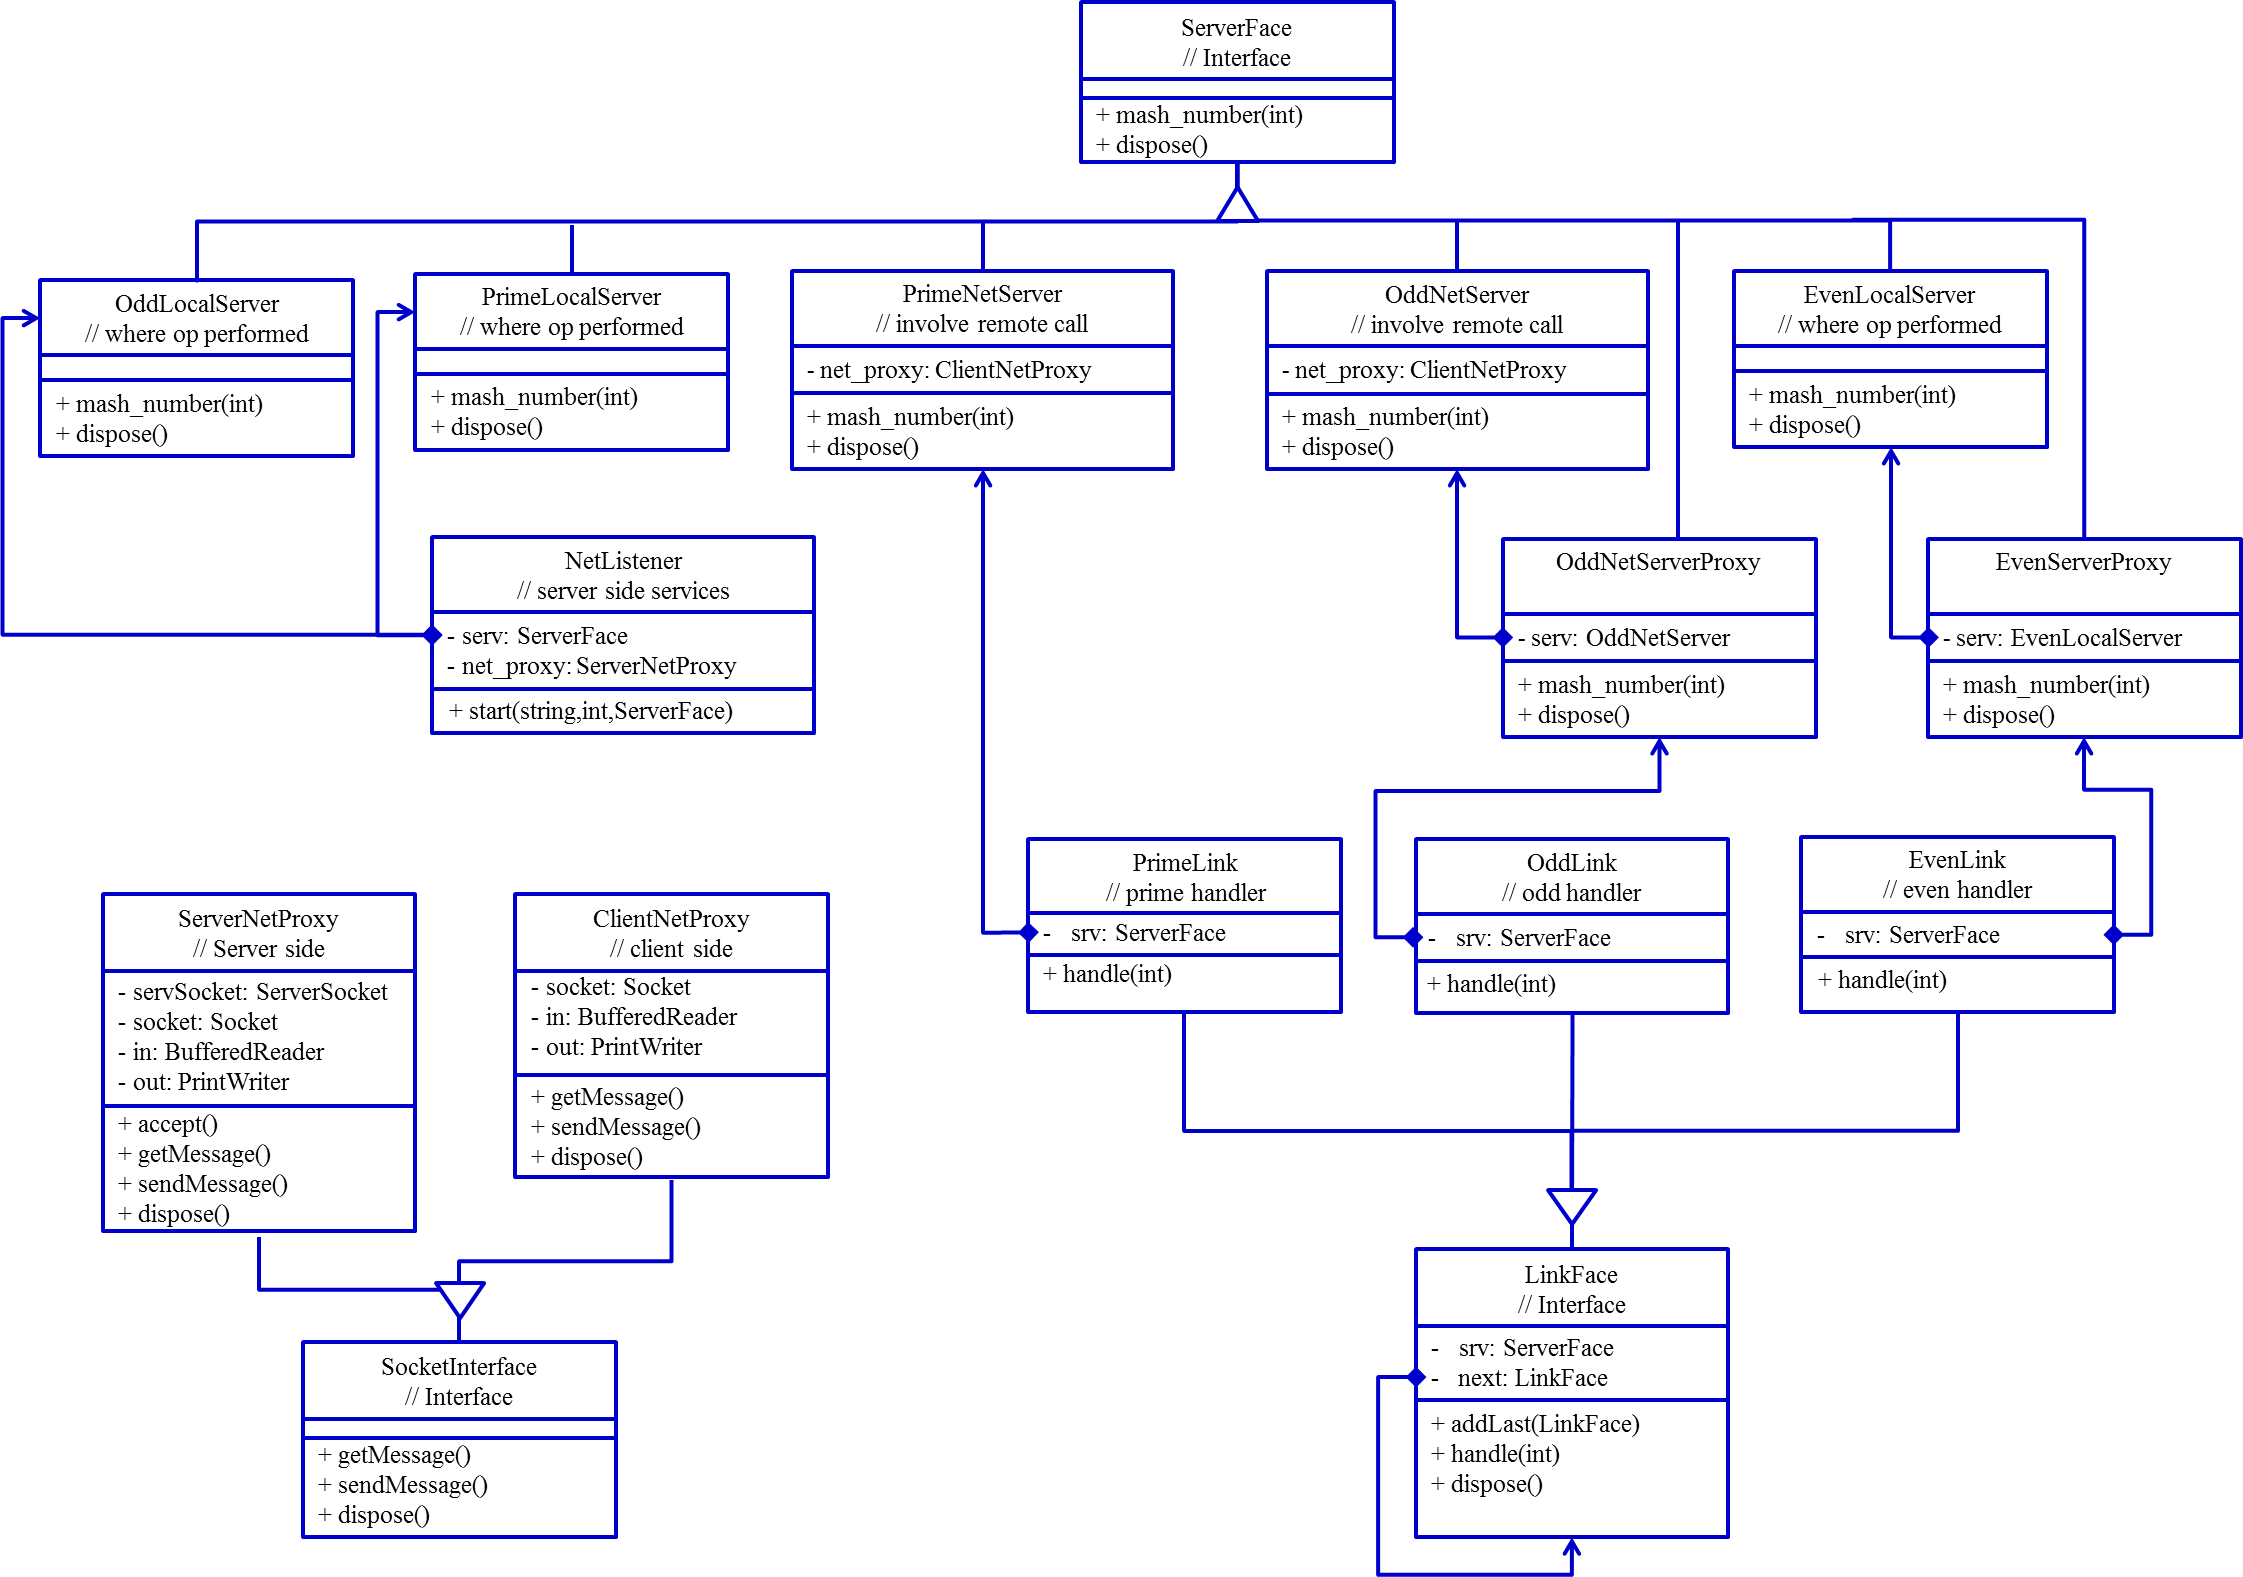 ServerFace
// Interface
+ mash_number(int)
+ dispose()
OddLocalServer
// where op performed
+ mash_number(int)
+ dispose()
PrimeLocalServer
// where op performed
+ mash_number(int)
+ dispose()
PrimeNetServer
// involve remote call
- net_proxy: ClientNetProxy
+ mash_number(int)
+ dispose()
OddNetServer
// involve remote call
- net_proxy: ClientNetProxy
+ mash_number(int)
+ dispose()
EvenLocalServer
// where op performed
+ mash_number(int)
+ dispose()
NetListener
// server side services
- serv: ServerFace
- net_proxy: ServerNetProxy
+ start(string,int,ServerFace)
OddNetServerProxy
- serv: OddNetServer
+ mash_number(int)
+ dispose()
EvenServerProxy
- serv: EvenLocalServer
+ mash_number(int)
+ dispose()
PrimeLink
// prime handler
- srv: ServerFace
+ handle(int)
OddLink
// odd handler
- srv: ServerFace
+ handle(int)
EvenLink
// even handler
- srv: ServerFace
+ handle(int)
ServerNetProxy
// Server side
- servSocket: ServerSocket
- socket: Socket
- in: BufferedReader
- out: PrintWriter
+ accept()
+ getMessage()
+ sendMessage()
+ dispose()
ClientNetProxy
// client side
- socket: Socket
- in: BufferedReader
- out: PrintWriter
+ getMessage()
+ sendMessage()
+ dispose()
SocketInterface
// Interface
+ getMessage()
+ sendMessage()
+ dispose()
LinkFace
// Interface
- srv: ServerFace
- next: LinkFace
+ addLast(LinkFace)
+ handle(int)
+ dispose()